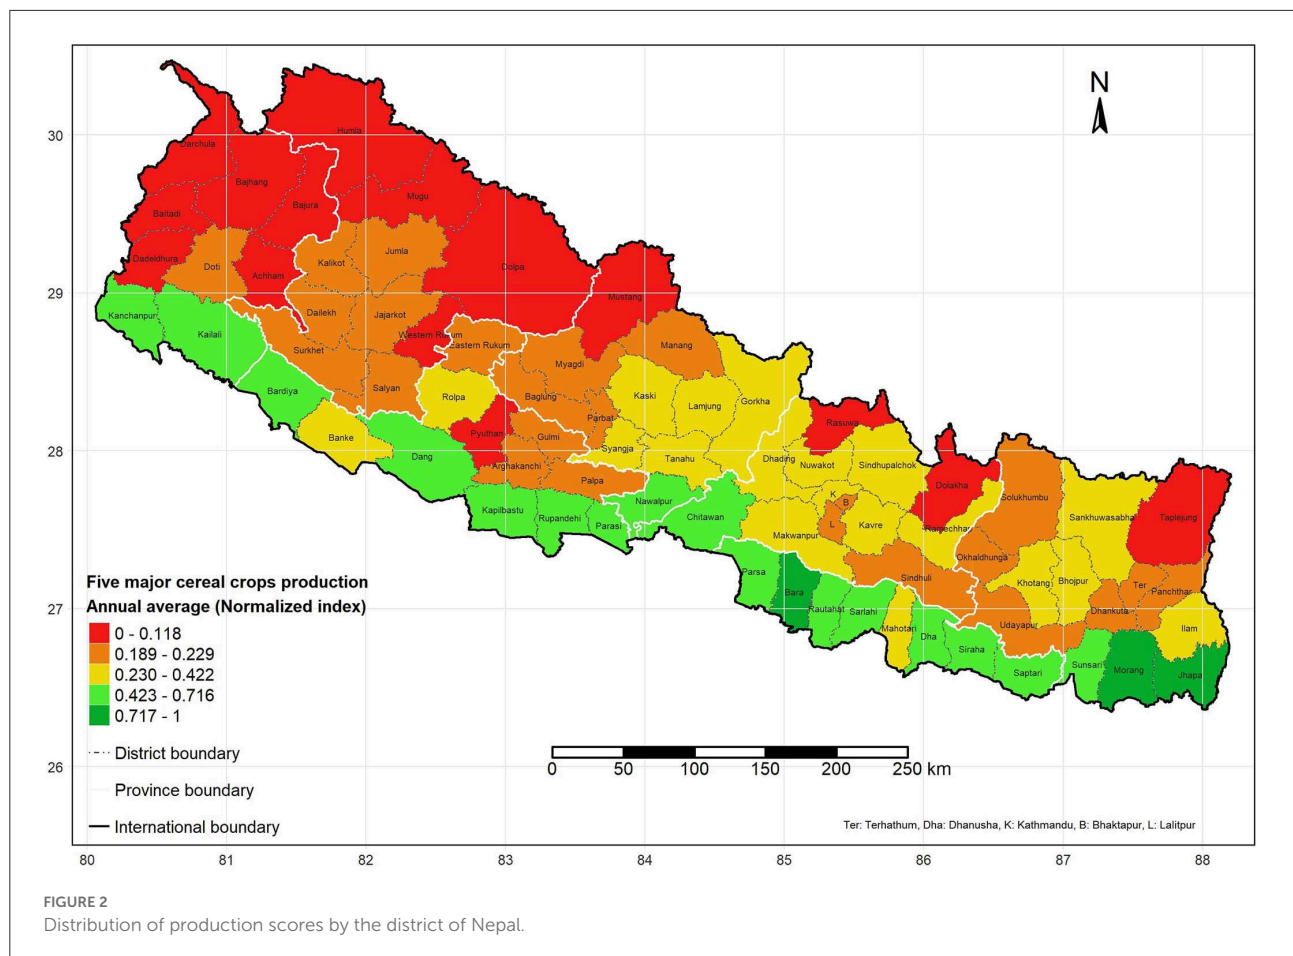 N
30
29
28
27
26
Humla
Darchula
Bajhang
Mugu
Bajura
Baitadi
Dadeldhura
Doti
Achham
Kalikot
Jumla
Dolpa
Mustang
Kanchanpur
Kailali
Dailekh
Jajarkot
Western Rukum
Eastern Rukum
Surkhet
Myagdi
Manang
Bardiya
Salyan
Rolpa
Baglung
Kaski
Lamjung
Gorkha
Parbat
Banke
Pyuthan
Gulmi
Syangja
Rasuwa
Dang
Arghakanchi
Tanahu
Dhading
Nuwakot
Sindhupalchok
Palpa
Dolakha
Solukhumbu
Kapilbastu
Rupandehi
Parasi
Nawalpur
Chitawan
K
B
L
Kavre
Ramechhav
Sankhuwasabha
Taplejung
Makwanpur
Okhaldhunga
Parsa
Bara
Sindhuli
Khotang
Bhojpur
Ter
Panchthar
Rautahat
Sarlahi
Mahotari
Dha
Siraha
Udayapur
Dhankuta
Ilam
Saptari
Sunsari
Morang
Jhapa
Five major cereal crops production
Annual average (Normalized index)
0 - 0.118
0.189 - 0.229
0.230 - 0.422
0.423 - 0.716
0.717 - 1
District boundary
Province boundary
International boundary
0 50 100 150 200 250 km
Ter: Terhathum, Dha: Dhanusha, K: Kathmandu, B: Bhaktapur, L: Lalitpur
80 81 82 83 84 85 86 87 88
FIGURE 2
Distribution of production scores by the district of Nepal.